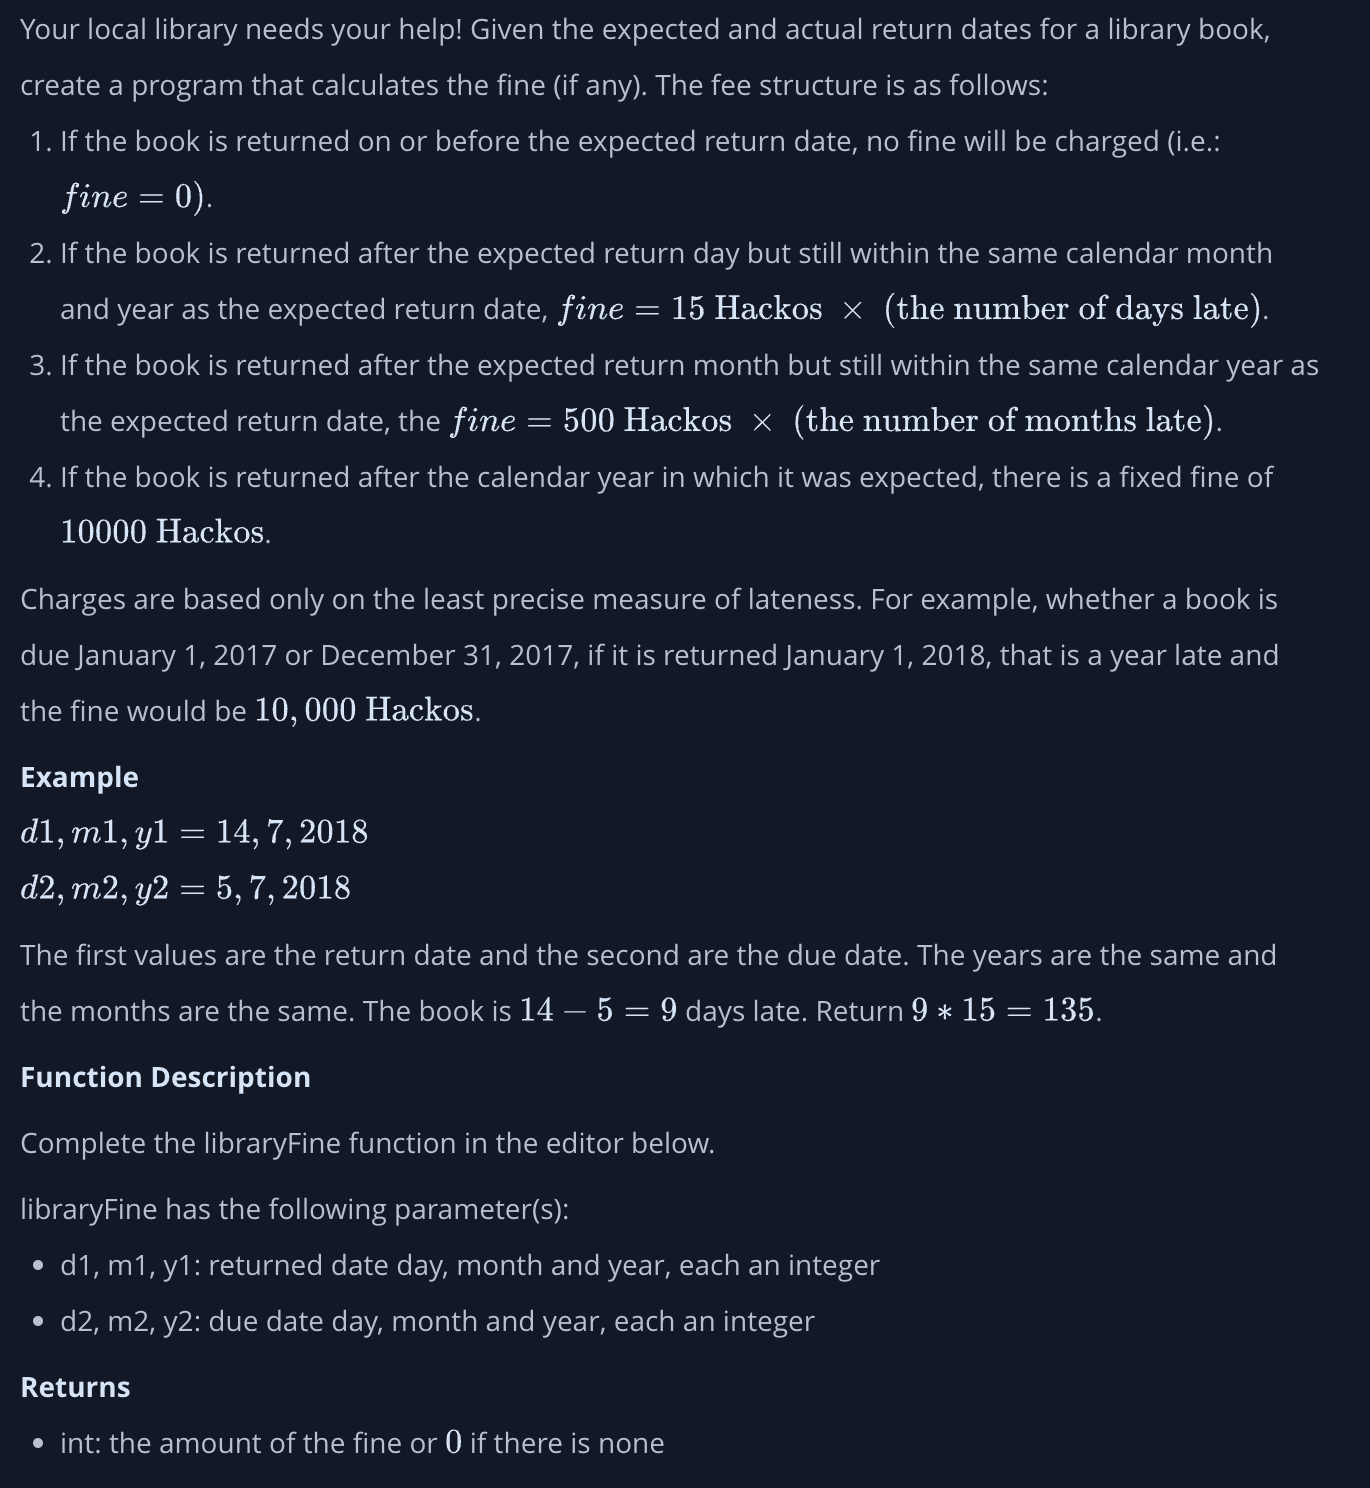 Your local library needs your help! Given the expected and actual return dates for a library book,
create a program that calculates the fine (if any). The fee structure is as follows:
1. If the book is returned on or before the expected return date, no fine will be charged (i.e.:
fine = 0).
2. If the book is returned after the expected return day but still within the same calendar month
and year as the expected return date, fine = 15 Hackos × (the number of days late).
3. If the book is returned after the expected return month but still within the same calendar year as
the expected return date, the fine = 500 Hackos × (the number of months late).
4. If the book is returned after the calendar year in which it was expected, there is a fixed fine of
10000 Hackos.
Charges are based only on the least precise measure of lateness. For example, whether a book is
due January 1, 2017 or December 31, 2017, if it is returned January 1, 2018, that is a year late and
the fine would be 10, 000 Hackos.
Example
d1, m1, y1 = 14, 7, 2018
d2, m2, y2 = 5, 7, 2018
The first values are the return date and the second are the due date. The years are the same and
the months are the same. The book is 14 − 5 = 9 days late. Return 9 * 15 = 135.
Function Description
Complete the libraryFine function in the editor below.
libraryFine has the following parameter(s):
• d1, m1, y1: returned date day, month and year, each an integer
• d2, m2, y2: due date day, month and year, each an integer
Returns
• int: the amount of the fine or 0 if there is none